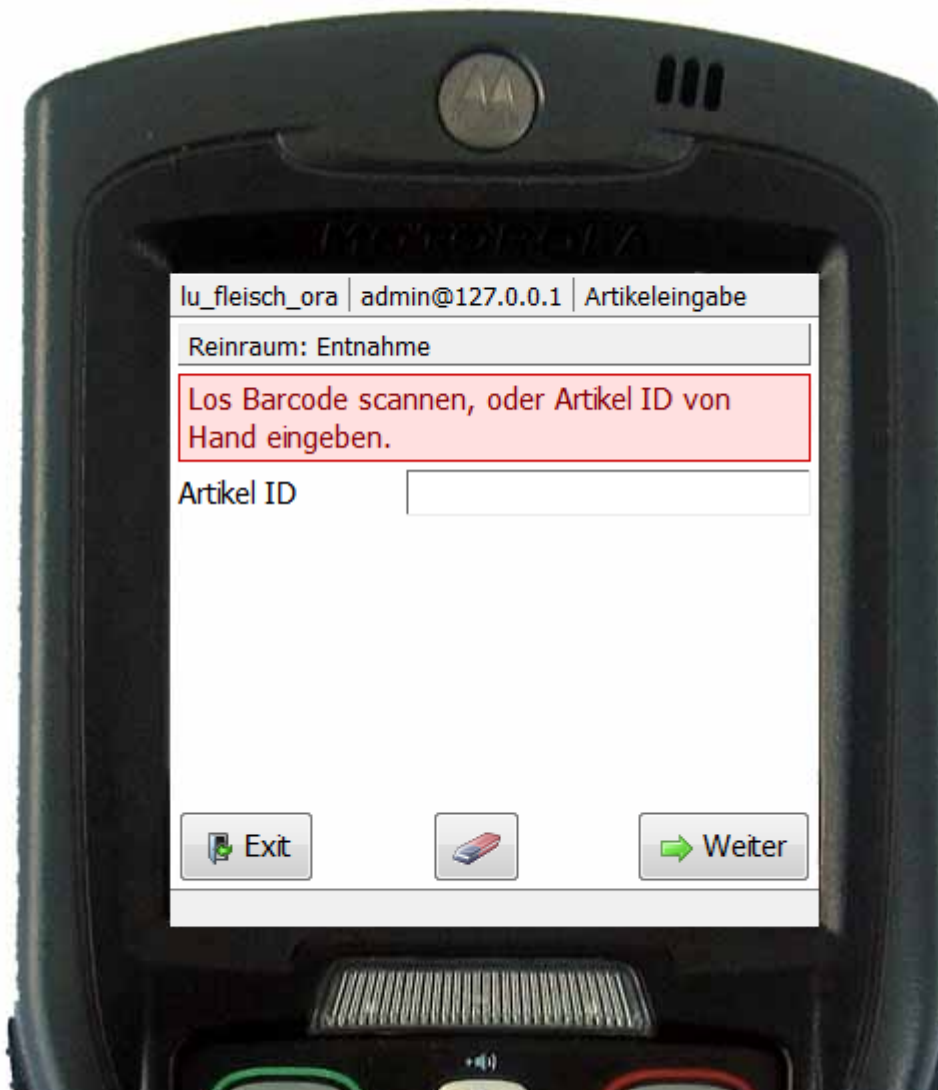 MOTOROLA
lu_fleisch_ora admin@127.0.0.1 Artikeleingabe
Reinraum: Entnahme
Los Barcode scannen, oder Artikel ID von
Hand eingeben.
Artikel ID
Exit Weiter